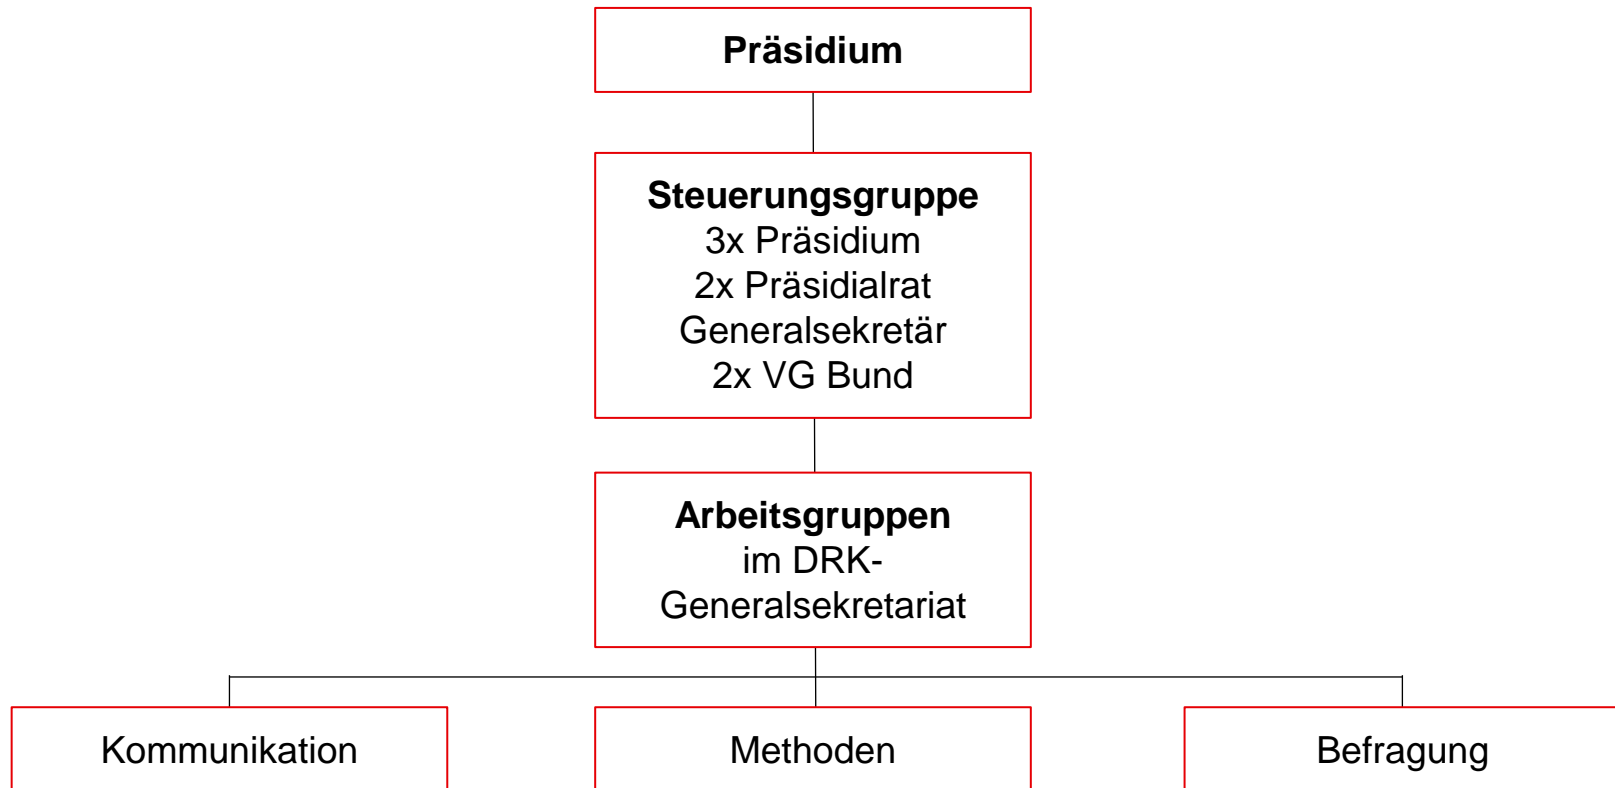 Präsidium
Steuerungsgruppe
3x Präsidium
2x Präsidialrat
Generalsekretär
2x VG Bund
Arbeitsgruppen
im DRK-
Generalsekretariat
Kommunikation
Methoden
Befragung